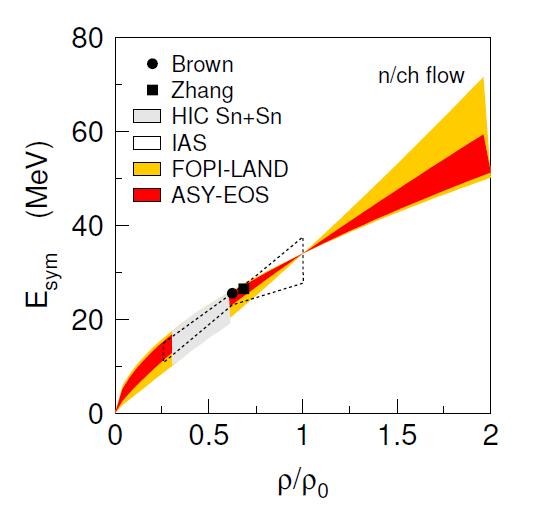 80
60
40
20
0
E_sym (MeV)
Brown
Zhang
HIC Sn+Sn
IAS
FOPI-LAND
ASY-EOS
n/ch flow
0
0.5
1
1.5
2
ρ/ρ₀